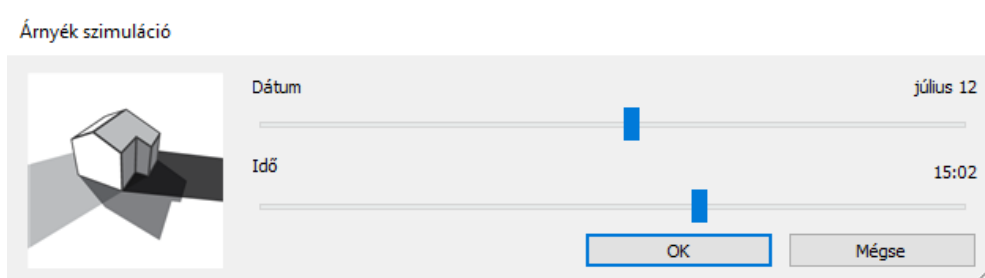 Árnyék szimuláció
Dátum
július 12
Idő
15:02
OK
Mégse